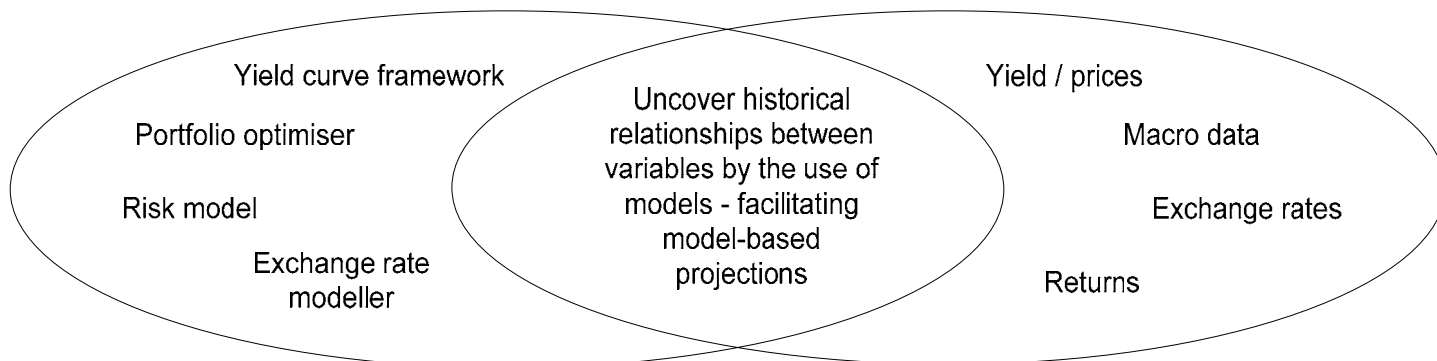 Yield curve framework
Portfolio optimiser
Risk model
Exchange rate
modeller
Uncover historical
relationships between
variables by the use of
models - facilitating
model-based
projections
Yield / prices
Macro data
Exchange rates
Returns